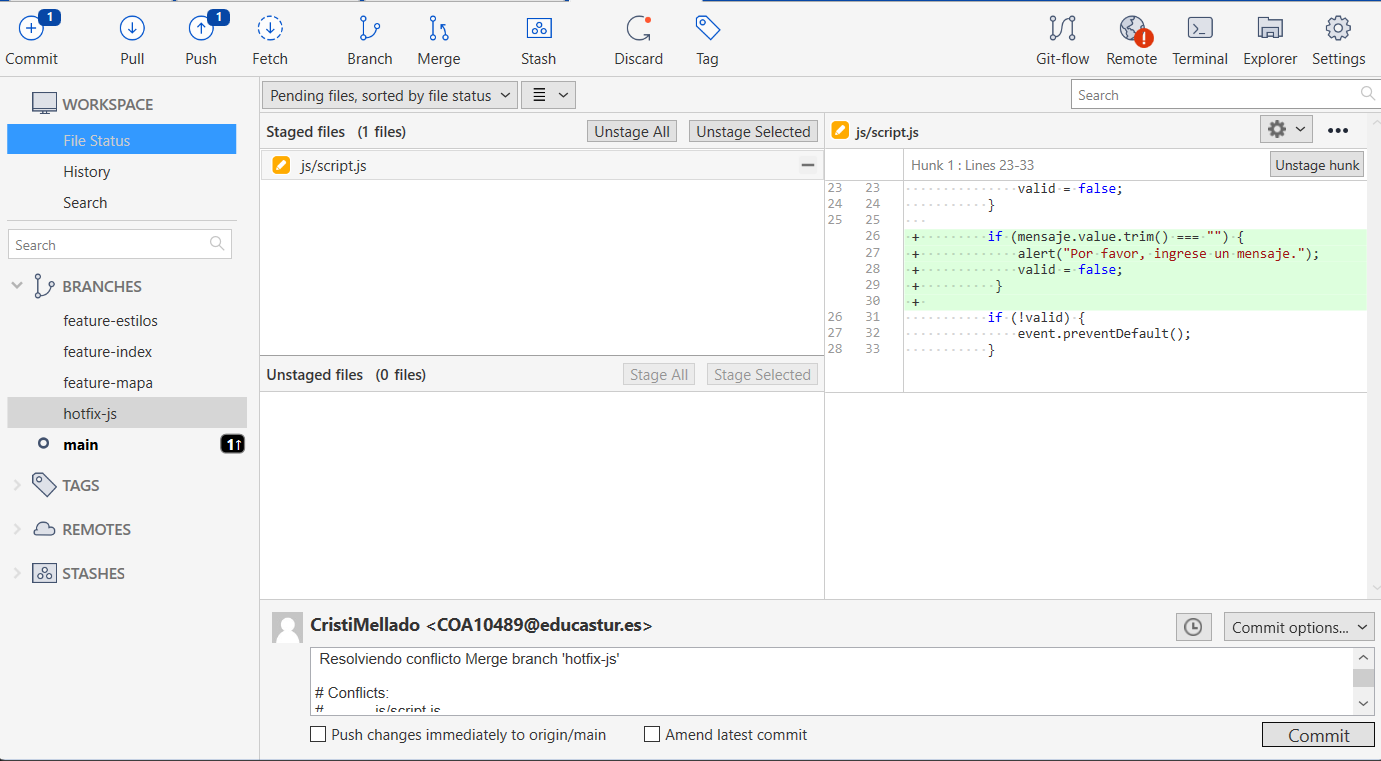 1
1
Commit Pull Push Fetch Branch Merge Stash Discard Tag Git-flow Remote Terminal Explorer Settings
WORKSPACE
File Status
History
Search
Search
BRANCHES
feature-estilos
feature-index
feature-mapa
hotfix-js
main 1↑
TAGS
REMOTES
STASHES
Pending files, sorted by file status
Search
Staged files (1 files) Unstage All Unstage Selected
js/script.js
Unstaged files (0 files) Stage All Stage Selected
js/script.js
Hunk 1 : Lines 23-33 Unstage hunk
23 23 valid = false;
24 24 }
25 25
26 + if (mensaje.value.trim() === "") {
27 + alert("Por favor, ingrese un mensaje.");
28 + valid = false;
29 + }
30 +
26 31 if (!valid) {
27 32 event.preventDefault();
28 33 }
CristiMellado <COA10489@educastur.es>
Commit options...
Resolviendo conflicto Merge branch 'hotfix-js'
# Conflicts:
# js/script.js
Push changes immediately to origin/main Amend latest commit
Commit